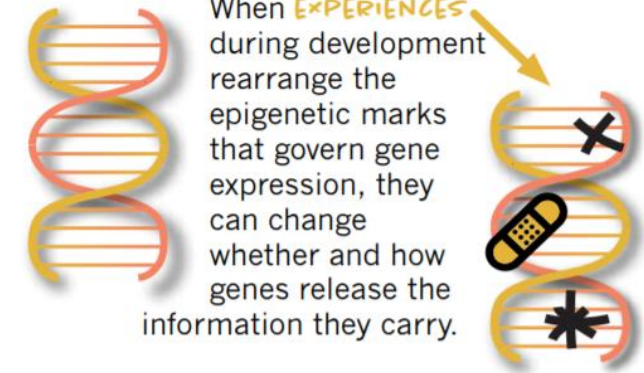 When EXPERIENCES
during development
rearrange the
epigenetic marks
that govern gene
expression, they
can change
whether and how
genes release the
information they carry.